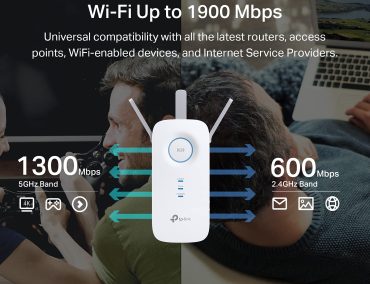 Wi-Fi Up to 1900 Mbps
Universal compatibility with all the latest routers, access
points, WiFi-enabled devices, and Internet Service Providers.
1300Mbps
5GHz Band
4K
600Mbps
2.4GHz Band
tp-link